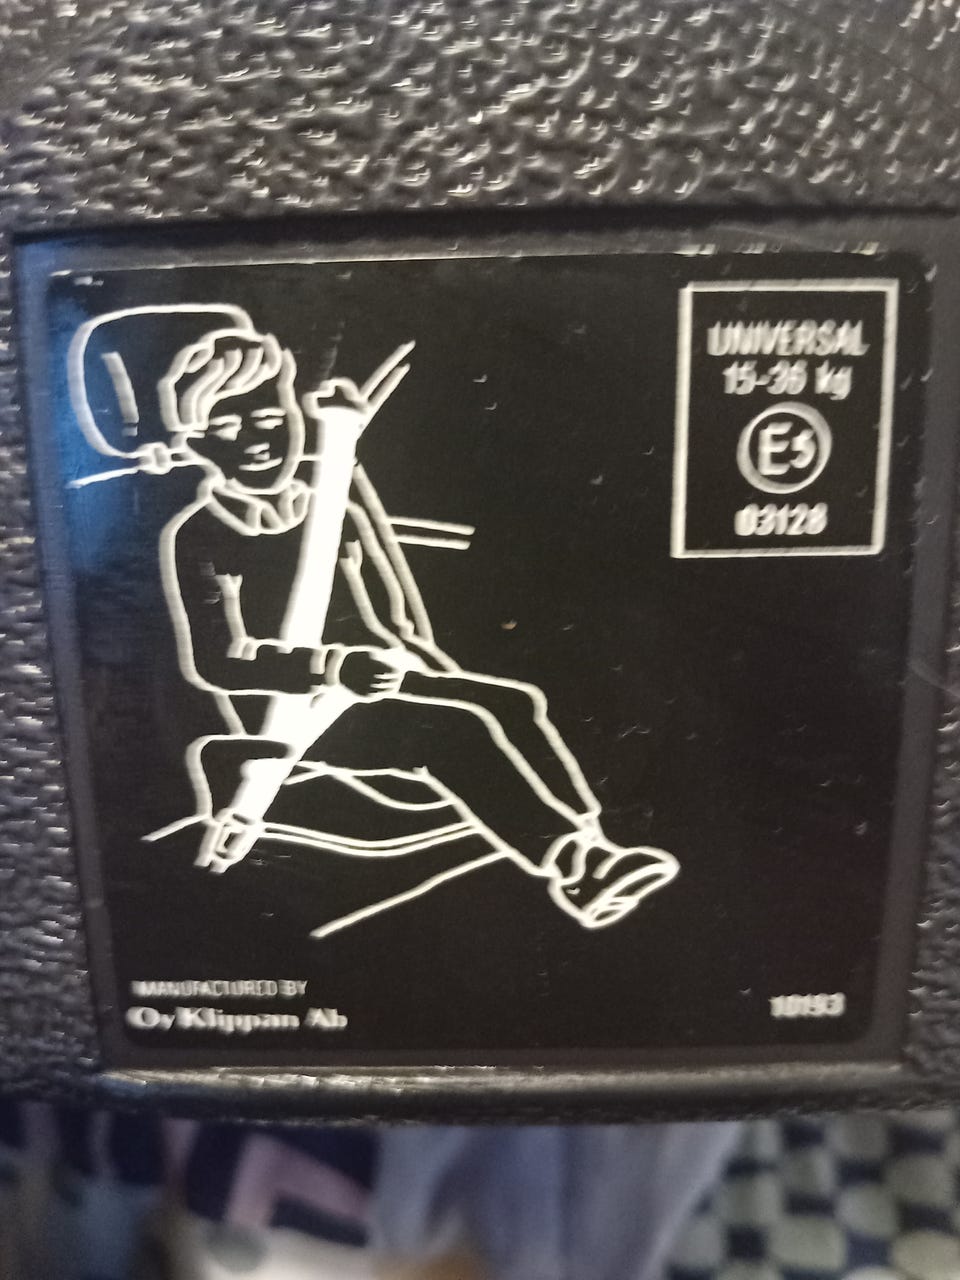 UNIVERSAL
15-36 kg
E5
03128
MANUFACTURED BY
Oy Klippan Ab
10193